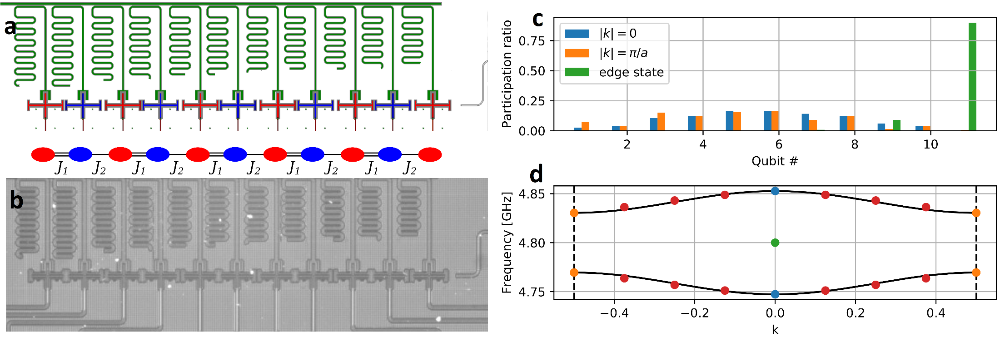 a
J1 J2 J1 J2 J1 J2 J1 J2 J1 J2
b
c
Participation ratio
0.75
0.50
0.25
0.00
|k| = 0
|k| = π/a
edge state
2 4 6 8 10
Qubit #
d
Frequency [GHz]
4.85
4.80
4.75
−0.4 −0.2 0.0 0.2 0.4
k